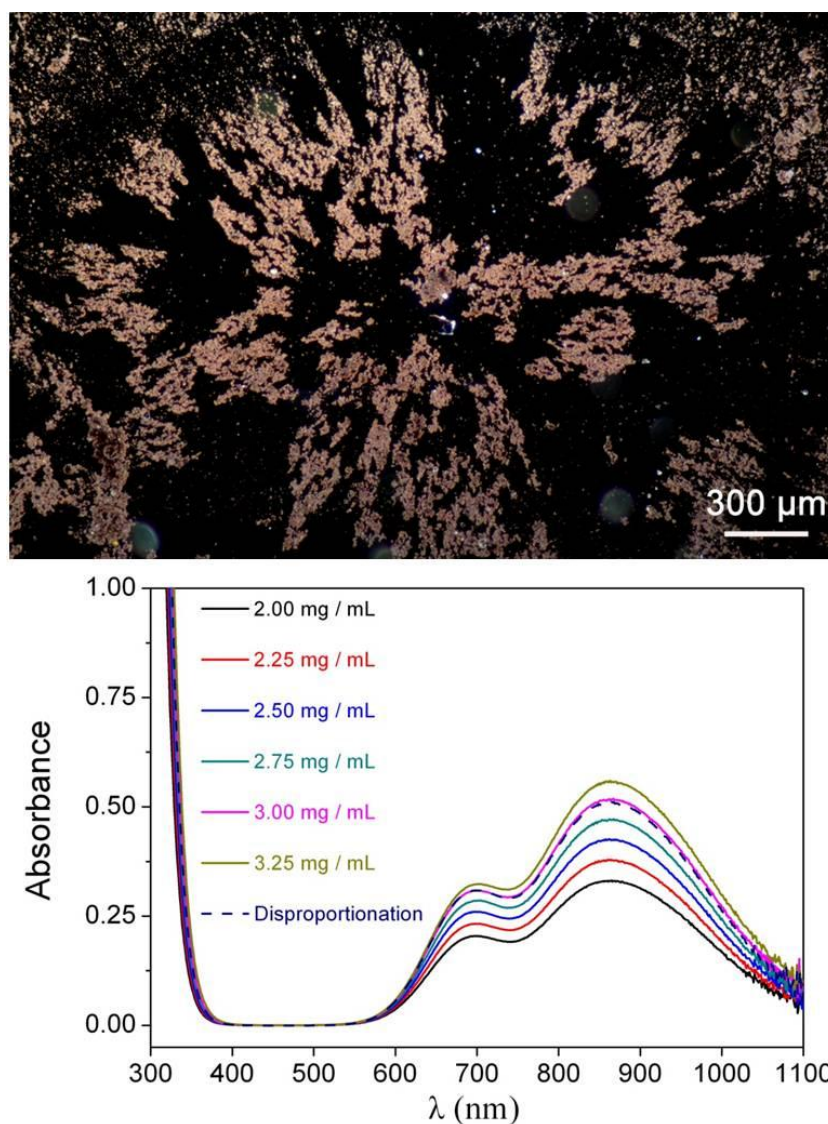 300 µm
1.00
0.75
0.50
0.25
0.00
Absorbance
2.00 mg / mL
2.25 mg / mL
2.50 mg / mL
2.75 mg / mL
3.00 mg / mL
3.25 mg / mL
Disproportionation
300 400 500 600 700 800 900 1000 1100
λ (nm)